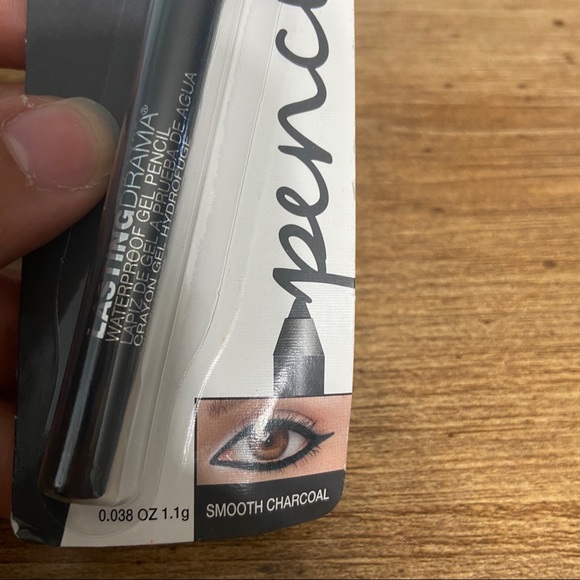 penci
LASTINGDRAMA®
WATERPROOF GEL PENCIL
LÁPIZ DE GEL A PRUEBA DE AGUA
CRAYON GEL HYDROFUGE
0.038 OZ 1.1g
SMOOTH CHARCOAL